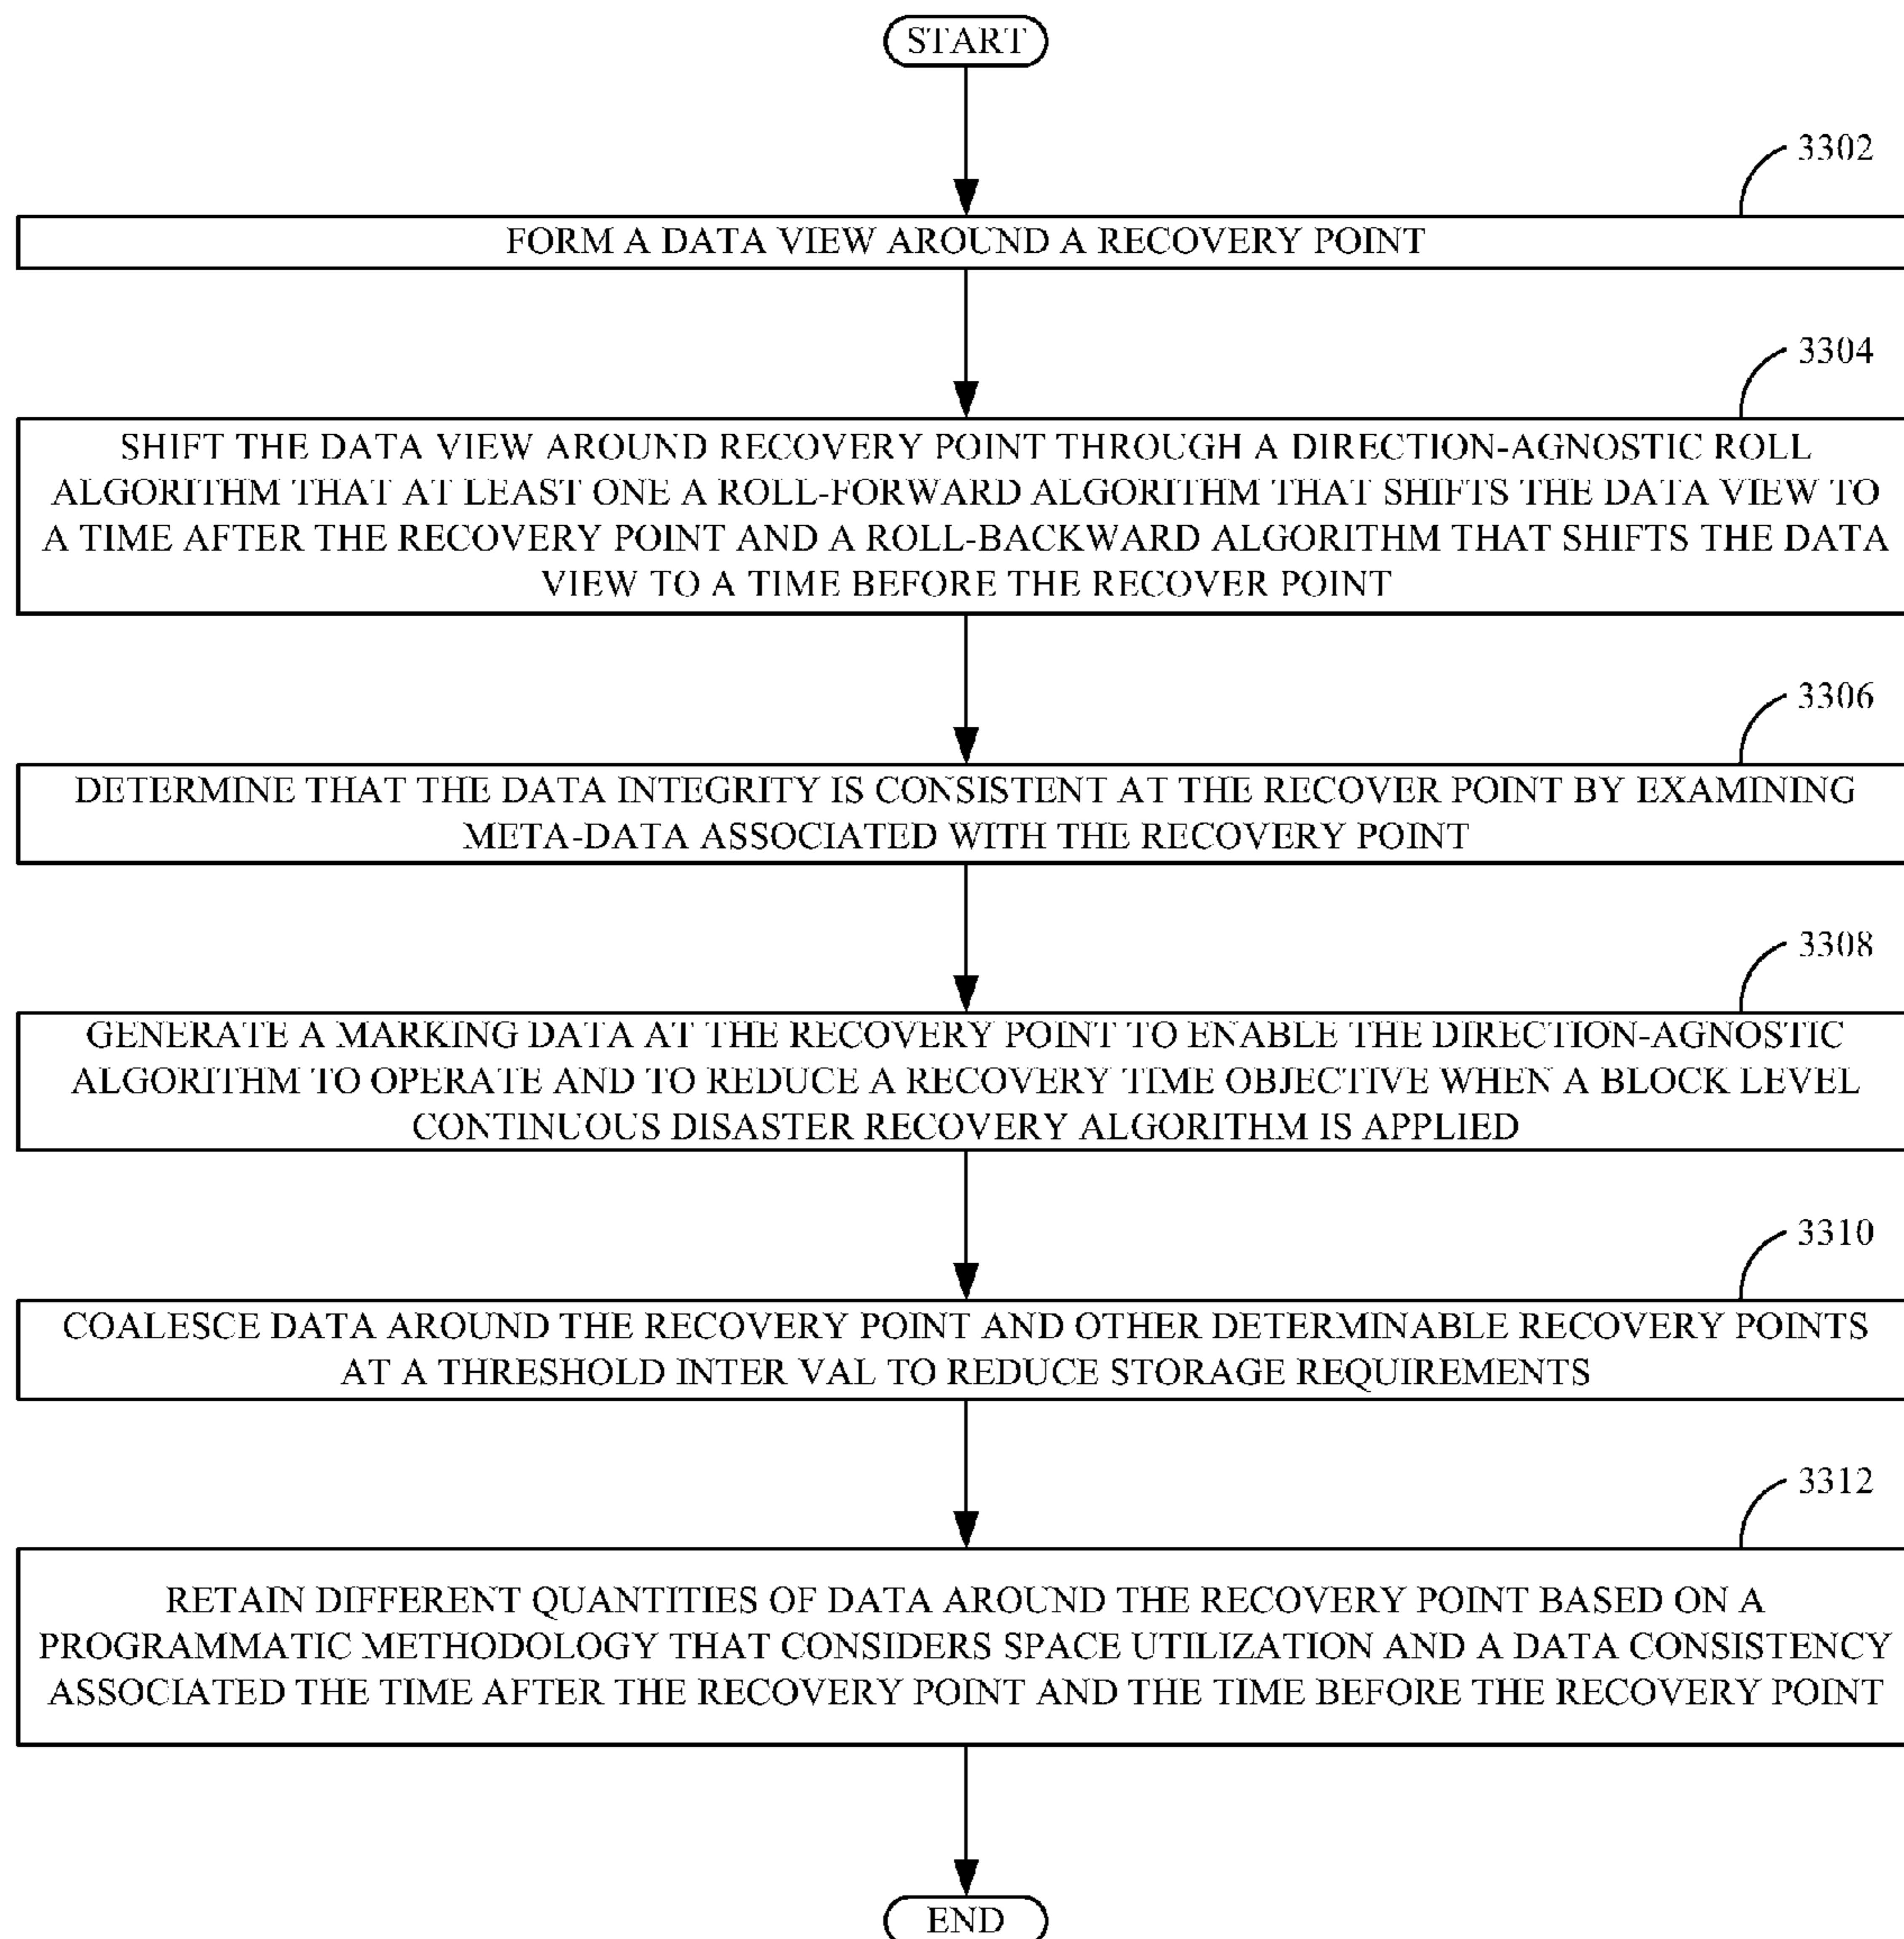 START
3302
FORM A DATA VIEW AROUND A RECOVERY POINT
3304
SHIFT THE DATA VIEW AROUND RECOVERY POINT THROUGH A DIRECTION-AGNOSTIC ROLL
ALGORITHM THAT AT LEAST ONE A ROLL-FORWARD ALGORITHM THAT SHIFTS THE DATA VIEW TO
A TIME AFTER THE RECOVERY POINT AND A ROLL-BACKWARD ALGORITHM THAT SHIFTS THE DATA
VIEW TO A TIME BEFORE THE RECOVER POINT
3306
DETERMINE THAT THE DATA INTEGRITY IS CONSISTENT AT THE RECOVER POINT BY EXAMINING
META-DATA ASSOCIATED WITH THE RECOVERY POINT
3308
GENERATE A MARKING DATA AT THE RECOVERY POINT TO ENABLE THE DIRECTION-AGNOSTIC
ALGORITHM TO OPERATE AND TO REDUCE A RECOVERY TIME OBJECTIVE WHEN A BLOCK LEVEL
CONTINUOUS DISASTER RECOVERY ALGORITHM IS APPLIED
3310
COALESCE DATA AROUND THE RECOVERY POINT AND OTHER DETERMINABLE RECOVERY POINTS
AT A THRESHOLD INTER VAL TO REDUCE STORAGE REQUIREMENTS
3312
RETAIN DIFFERENT QUANTITIES OF DATA AROUND THE RECOVERY POINT BASED ON A
PROGRAMMATIC METHODOLOGY THAT CONSIDERS SPACE UTILIZATION AND A DATA CONSISTENCY
ASSOCIATED THE TIME AFTER THE RECOVERY POINT AND THE TIME BEFORE THE RECOVERY POINT
END